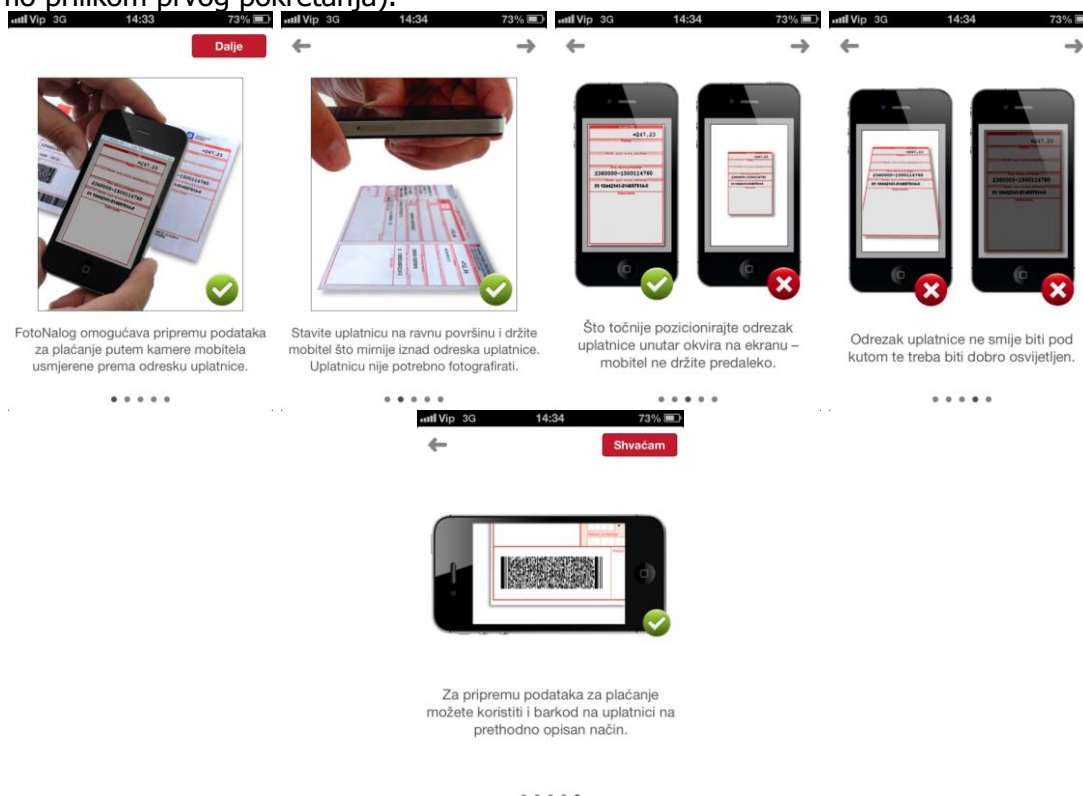 no prilikom prvog pokretanja).
Vip 3G 14:33 73%
Dalje
FotoNalog omogućava pripremu podataka
za plaćanje putem kamere mobitela
usmjerene prema odresku uplatnice.
Vip 3G 14:34 73%
Stavite uplatnicu na ravnu površinu i držite
mobitel što mirnije iznad odreska uplatnice.
Uplatnicu nije potrebno fotografirati.
Vip 3G 14:34 73%
=247,23
2360000-1500114760
Što točnije pozicionirajte odrezak
uplatnice unutar okvira na ekranu –
mobitel ne držite predaleko.
Vip 3G 14:34 73%
Odrezak uplatnice ne smije biti pod
kutom te treba biti dobro osvijetljen.
Vip 3G 14:34 73%
Shvaćam
Za pripremu podataka za plaćanje
možete koristiti i barkod na uplatnici na
prethodno opisan način.